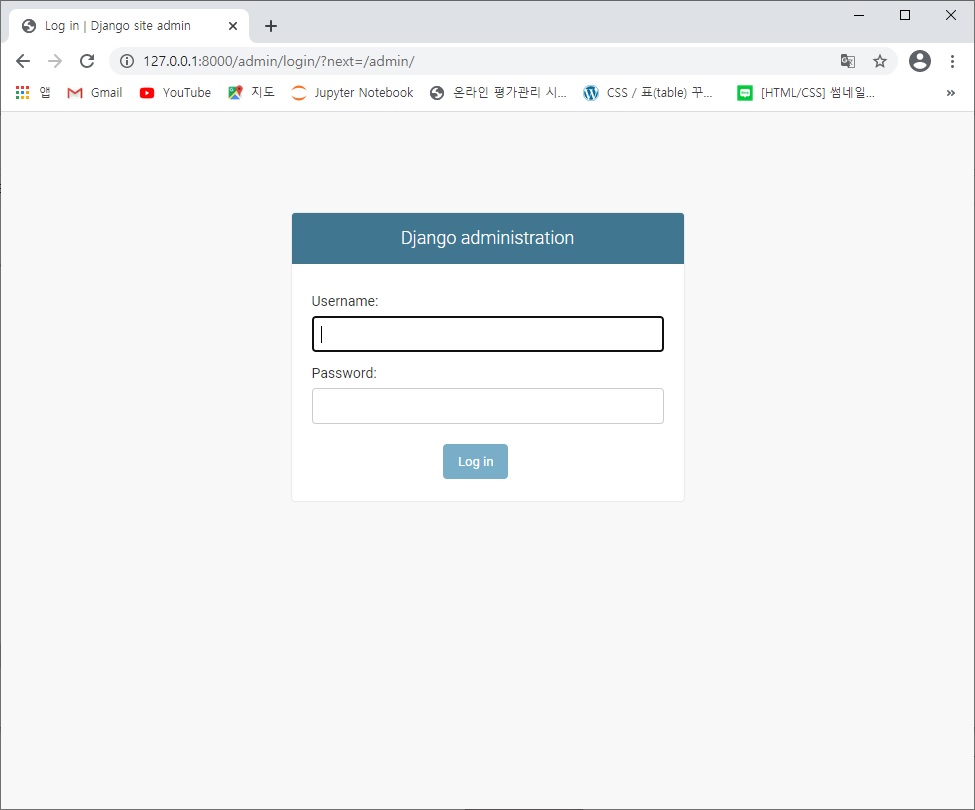 Log in | Django site admin
127.0.0.1:8000/admin/login/?next=/admin/
앱 Gmail YouTube 지도 Jupyter Notebook 온라인 평가관리 시... CSS / 표(table) 꾸... [HTML/CSS] 썸네일... »
Django administration
Username:
Password:
Log in